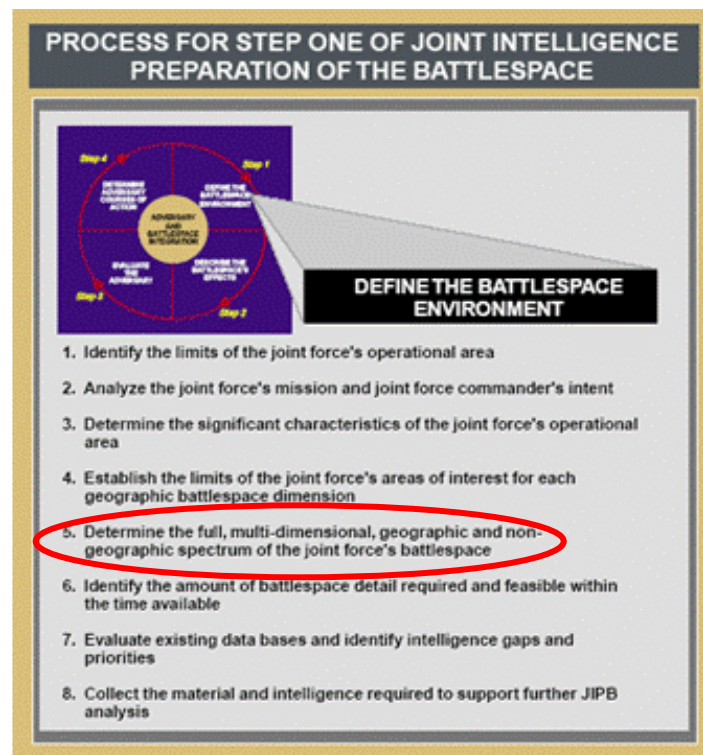 PROCESS FOR STEP ONE OF JOINT INTELLIGENCE
PREPARATION OF THE BATTLESPACE
Step 4
Step 1
DETERMINE
ADVERSARY
COURSES OF
ACTION
DEFINE THE
BATTLESPACE
ENVIRONMENT
ADVERSARY
AND
BATTLESPACE
INTEGRATION
EVALUATE
THE
ADVERSARY
DESCRIBE THE
BATTLESPACE'S
EFFECTS
Step 3
Step 2
DEFINE THE BATTLESPACE
ENVIRONMENT
1. Identify the limits of the joint force's operational area
2. Analyze the joint force's mission and joint force commander's intent
3. Determine the significant characteristics of the joint force's operational
area
4. Establish the limits of the joint force's areas of interest for each
geographic battlespace dimension
5. Determine the full, multi-dimensional, geographic and non-
geographic spectrum of the joint force's battlespace
6. Identify the amount of battlespace detail required and feasible within
the time available
7. Evaluate existing data bases and identify intelligence gaps and
priorities
8. Collect the material and intelligence required to support further JIPB
analysis